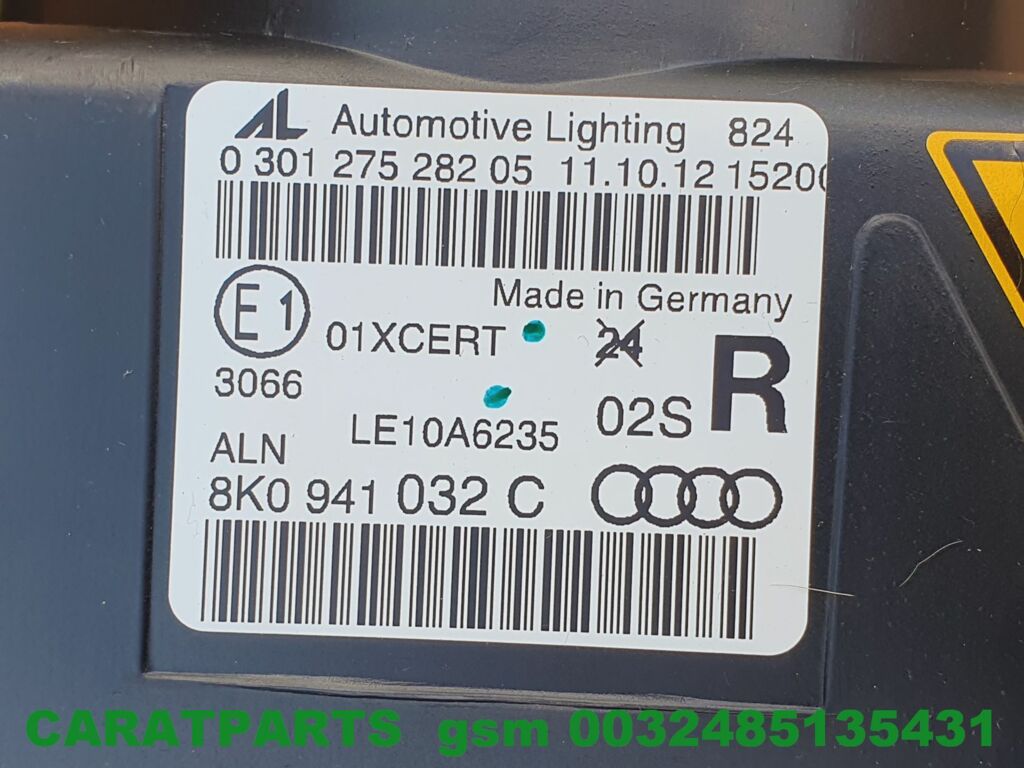 AL Automotive Lighting 824
0 301 275 282 05 11.10.12 1520
Made in Germany
E1 01XCERT 24 R
3066 02S
LE10A6235
ALN
8K0 941 032 C
CARATPARTS gsm 0032485135431